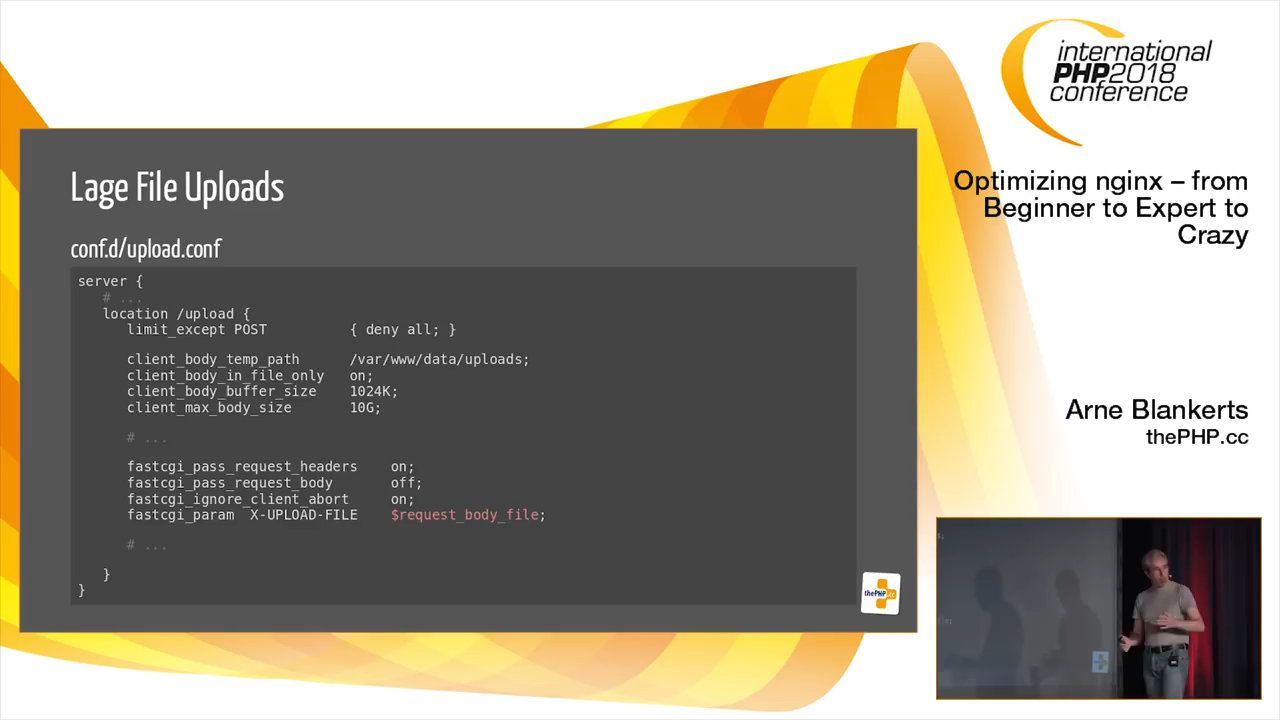 international
PHP2018
conference
Optimizing nginx – from
Beginner to Expert to
Crazy
Arne Blankerts
thePHP.cc
Lage File Uploads
conf.d/upload.conf
server {
# ...
location /upload {
limit_except POST { deny all; }
client_body_temp_path /var/www/data/uploads;
client_body_in_file_only on;
client_body_buffer_size 1024K;
client_max_body_size 10G;
# ...
fastcgi_pass_request_headers on;
fastcgi_pass_request_body off;
fastcgi_ignore_client_abort on;
fastcgi_param X-UPLOAD-FILE $request_body_file;
# ...
}
}
thePHP.cc